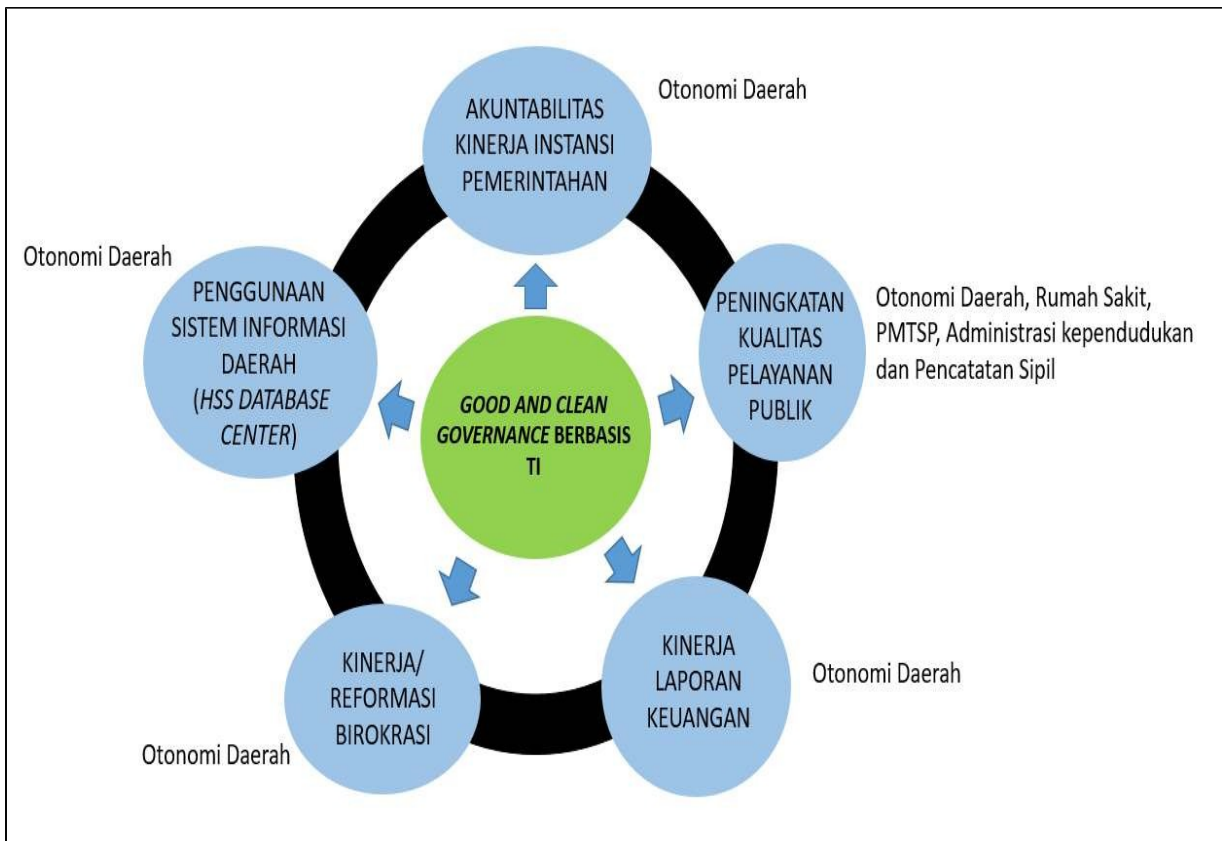 Otonomi Daerah
AKUNTABILITAS
KINERJA INSTANSI
PEMERINTAHAN
Otonomi Daerah
PENGGUNAAN
SISTEM INFORMASI
DAERAH
(HSS DATABASE
CENTER)
PENINGKATAN
KUALITAS
PELAYANAN
PUBLIK
Otonomi Daerah, Rumah Sakit,
PMTSP, Administrasi kependudukan
dan Pencatatan Sipil
GOOD AND CLEAN
GOVERNANCE BERBASIS
TI
KINERJA/
REFORMASI
BIROKRASI
Otonomi Daerah
KINERJA
LAPORAN
KEUANGAN
Otonomi Daerah